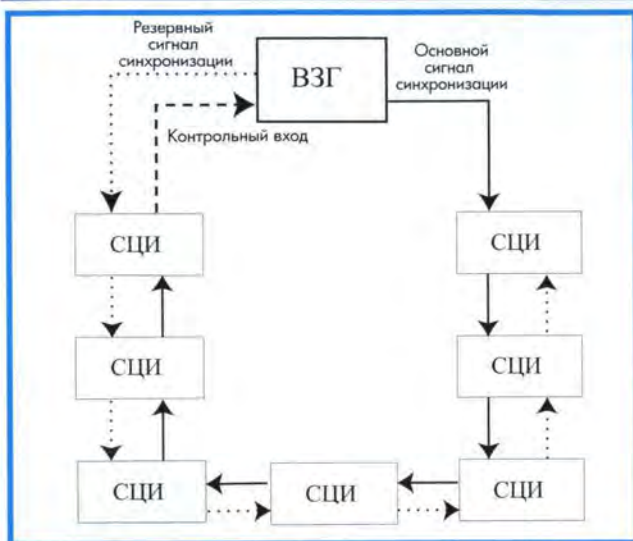 Резервный
сигнал
синхронизации
ВЗГ
Основной
сигнал
синхронизации
Контрольный вход
СЦИ
СЦИ
СЦИ
СЦИ
СЦИ
СЦИ
СЦИ